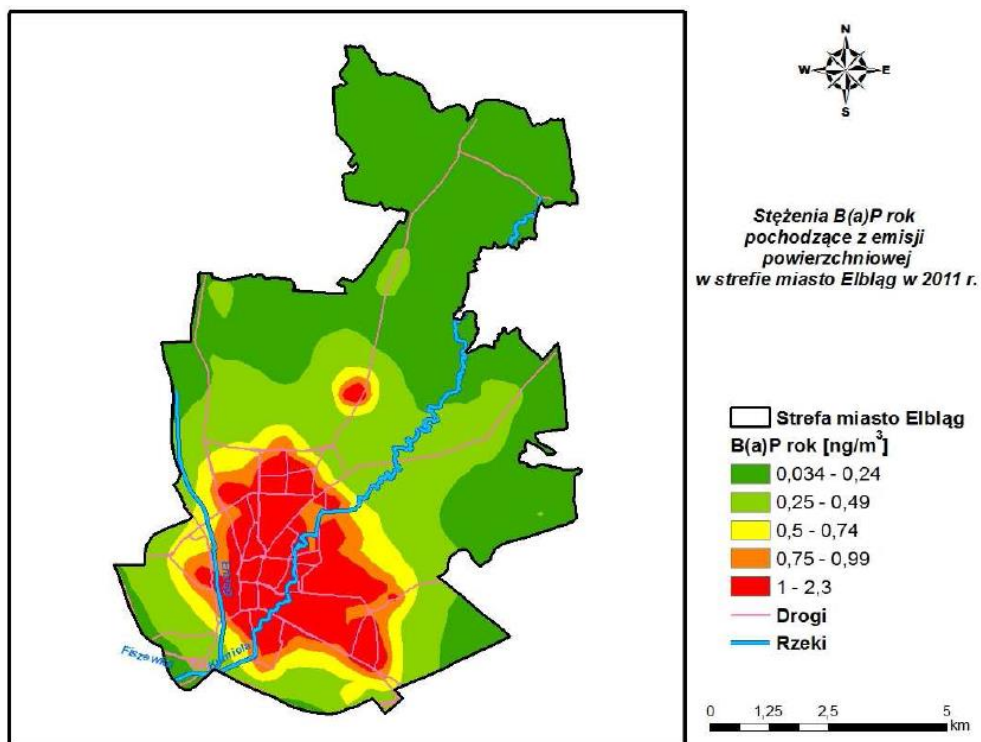 N
W E
S
Stężenia B(a)P rok
pochodzące z emisji
powierzchniowej
w strefie miasto Elbląg w 2011 r.
Strefa miasto Elbląg
B(a)P rok [ng/m³]
0,034 - 0,24
0,25 - 0,49
0,5 - 0,74
0,75 - 0,99
1 - 2,3
Drogi
Rzeki
0 1,25 2,5 5
km